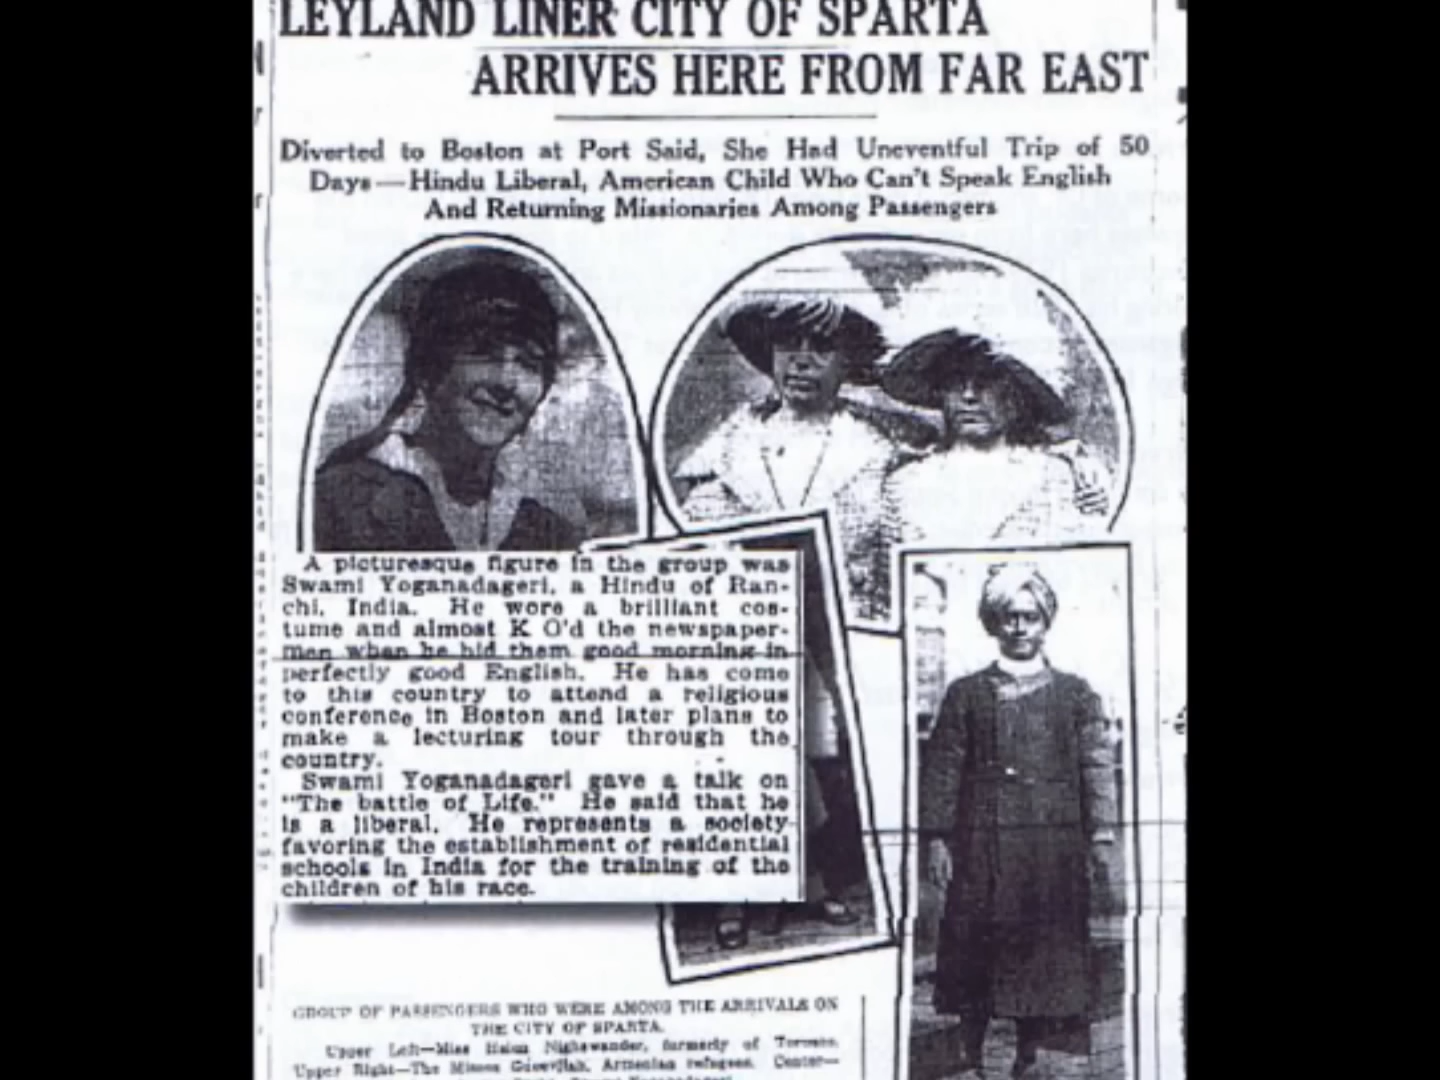 LEYLAND LINER CITY OF SPARTA
ARRIVES HERE FROM FAR EAST
Diverted to Boston at Port Said, She Had Uneventful Trip of 50
Days—Hindu Liberal, American Child Who Can't Speak English
And Returning Missionaries Among Passengers
A picturesque figure in the group was
Swami Yoganadageri, a Hindu of Ran-
chi, India. He wore a brilliant cos-
tume and almost K O'd the newspaper-
men when he bid them good morning in
perfectly good English. He has come
to this country to attend a religious
conference in Boston and later plans to
make a lecturing tour through the
country.
Swami Yoganadageri gave a talk on
"The battle of Life." He said that he
is a liberal. He represents a society
favoring the establishment of residential
schools in India for the training of the
children of his race.
GROUP OF PASSENGERS WHO WERE AMONG THE ARRIVALS ON
THE CITY OF SPARTA.
Upper Left—Miss Helen Nighswander, formerly of Toronto.
Upper Right—The Misses Armenian refugees. Center—